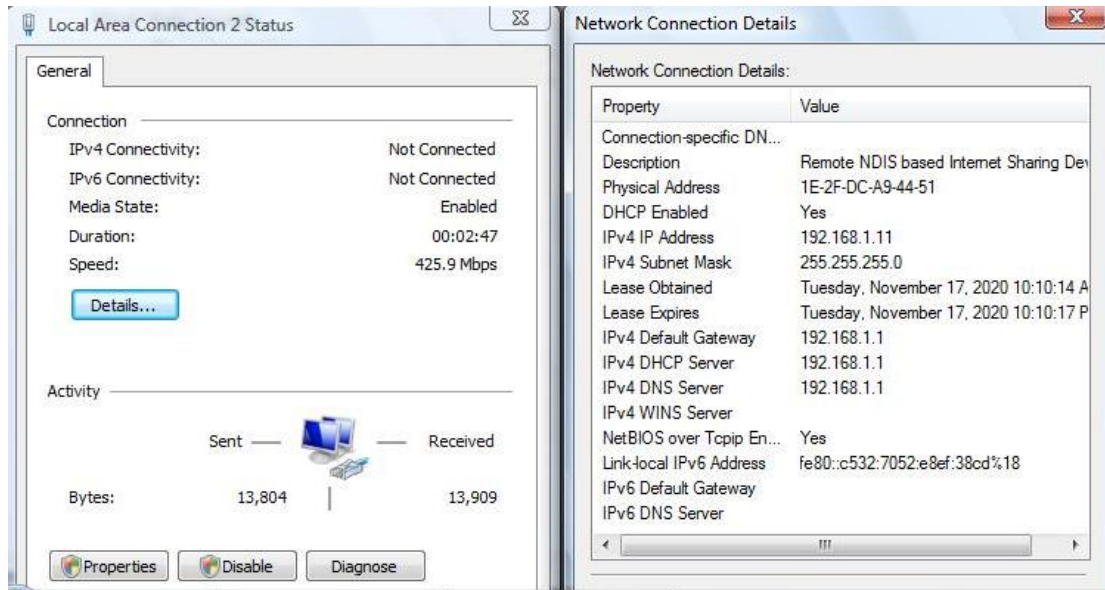 Local Area Connection 2 Status
General
Connection
IPv4 Connectivity: Not Connected
IPv6 Connectivity: Not Connected
Media State: Enabled
Duration: 00:02:47
Speed: 425.9 Mbps
Details...
Activity
Sent Received
Bytes: 13,804 13,909
Properties Disable Diagnose
Network Connection Details
Network Connection Details:
Property Value
Connection-specific DN...
Description Remote NDIS based Internet Sharing Dev
Physical Address 1E-2F-DC-A9-44-51
DHCP Enabled Yes
IPv4 IP Address 192.168.1.11
IPv4 Subnet Mask 255.255.255.0
Lease Obtained Tuesday, November 17, 2020 10:10:14 A
Lease Expires Tuesday, November 17, 2020 10:10:17 P
IPv4 Default Gateway 192.168.1.1
IPv4 DHCP Server 192.168.1.1
IPv4 DNS Server 192.168.1.1
IPv4 WINS Server
NetBIOS over Tcpip En... Yes
Link-local IPv6 Address fe80::c532:7052:e8ef:38cd%18
IPv6 Default Gateway
IPv6 DNS Server